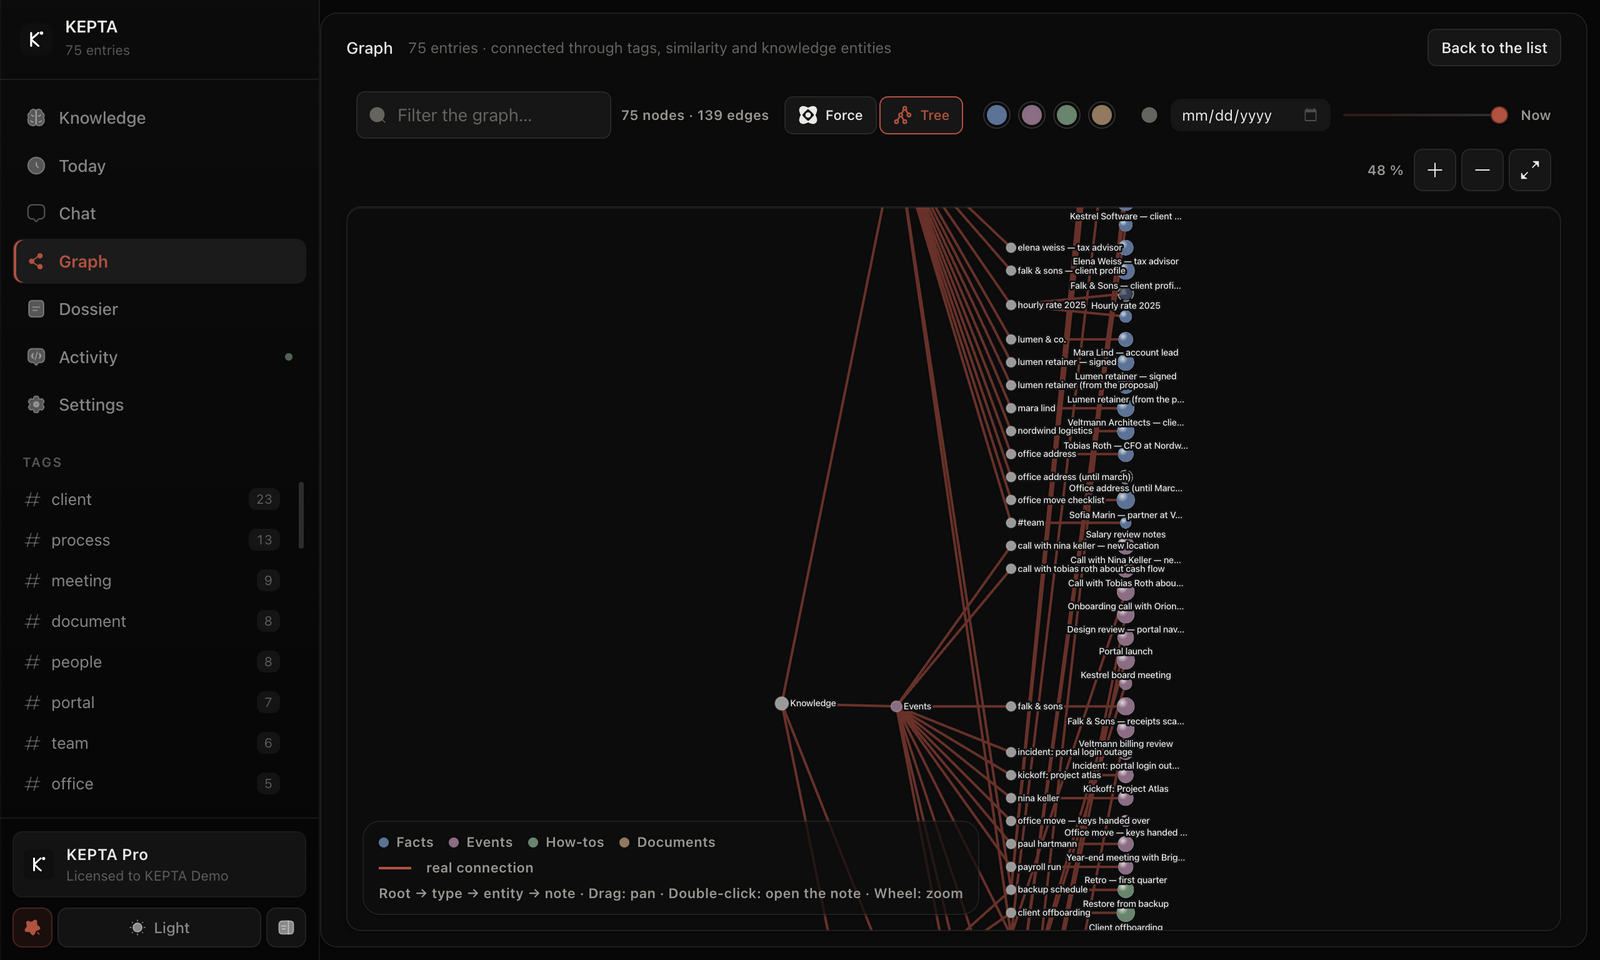 KEPTA
75 entries
Knowledge
Today
Chat
Graph
Dossier
Activity
Settings
TAGS
# client 23
# process 13
# meeting 9
# document 8
# people 8
# portal 7
# team 6
# office 5
KEPTA Pro
Licensed to KEPTA Demo
Light
Graph 75 entries · connected through tags, similarity and knowledge entities
Back to the list
Filter the graph...
75 nodes · 139 edges
Force
Tree
mm/dd/yyyy
Now
48 %
Kestrel Software — client ...
elena weiss — tax advisor
Elena Weiss — tax advisor
falk & sons — client profile
Falk & Sons — client profi...
hourly rate 2025
Hourly rate 2025
lumen & co.
Mara Lind — account lead
lumen retainer — signed
Lumen retainer — signed
lumen retainer (from the proposal)
Lumen retainer (from the p...
mara lind
Veltmann Architects — clie...
nordwind logistics
Tobias Roth — CFO at Nordw...
office address
office address (until march)
Office address (until Marc...
office move checklist
Sofia Marin — partner at V...
#team
Salary review notes
call with nina keller — new location
Call with Nina Keller — ne...
call with tobias roth about cash flow
Call with Tobias Roth abou...
Onboarding call with Orion...
Design review — portal nav...
Portal launch
Kestrel board meeting
Knowledge
Events
falk & sons
Falk & Sons — receipts sca...
Veltmann billing review
incident: portal login outage
Incident: portal login out...
kickoff: project atlas
Kickoff: Project Atlas
nina keller
office move — keys handed over
Office move — keys handed ...
paul hartmann
Year-end meeting with Brig...
payroll run
Retro — first quarter
backup schedule
Restore from backup
client offboarding
Client offboarding
Facts
Events
How-tos
Documents
real connection
Root → type → entity → note · Drag: pan · Double-click: open the note · Wheel: zoom